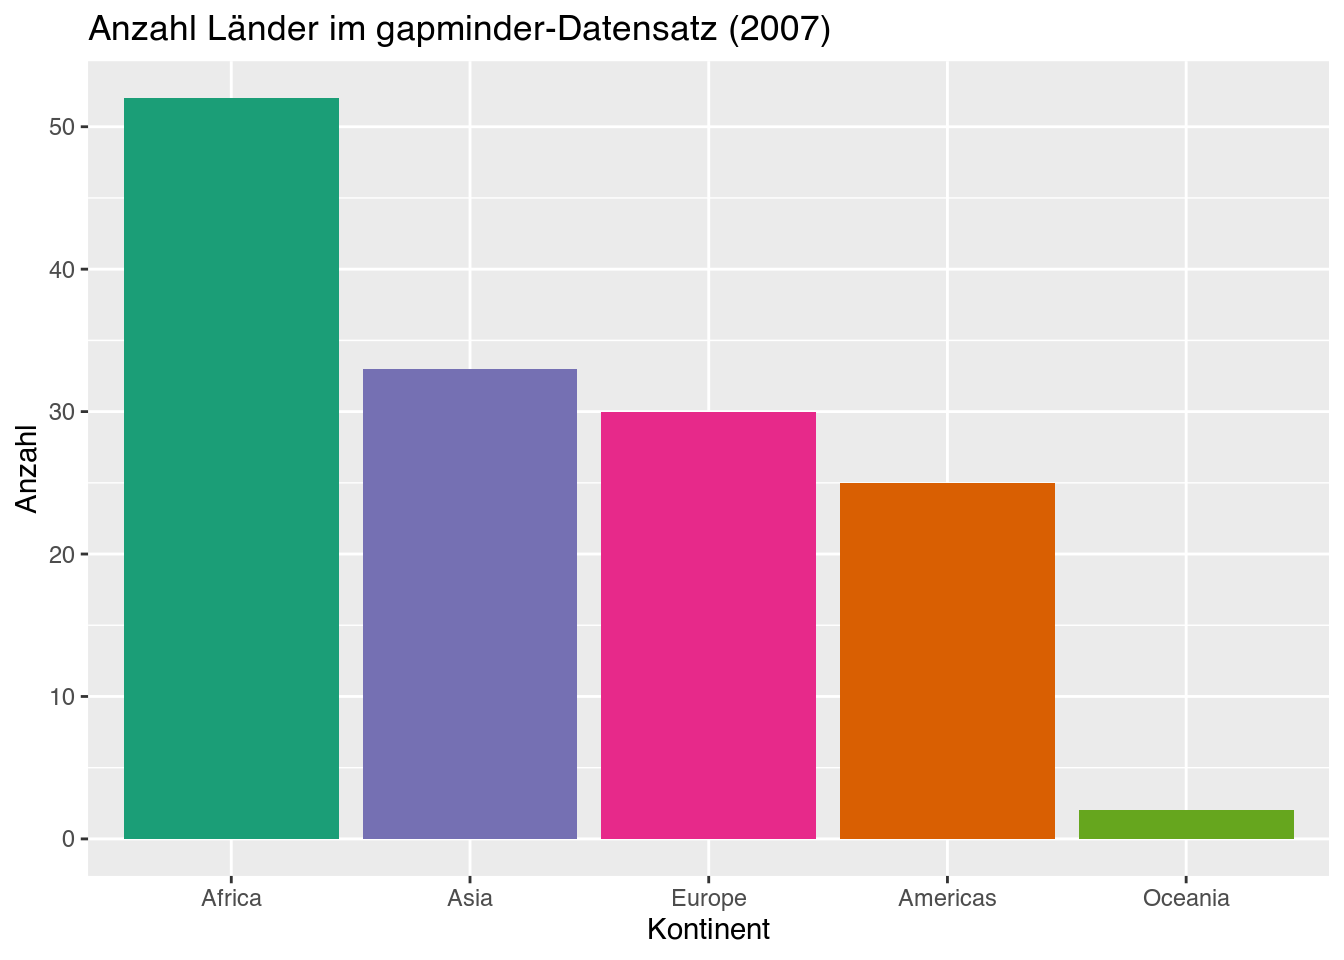 Anzahl Länder im gapminder-Datensatz (2007)
50
40
30
20
10
0
Anzahl
Africa Asia Europe Americas Oceania
Kontinent